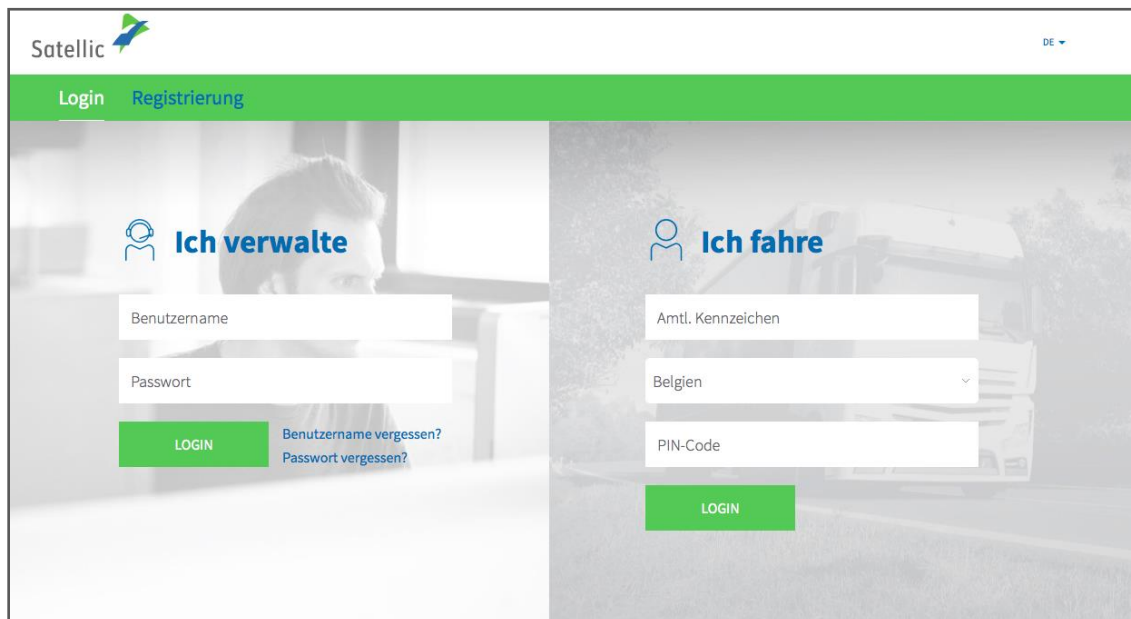 Satellic
DE
Login Registrierung
Ich verwalte
Benutzername
Passwort
LOGIN
Benutzername vergessen?
Passwort vergessen?
Ich fahre
Amtl. Kennzeichen
Belgien
PIN-Code
LOGIN